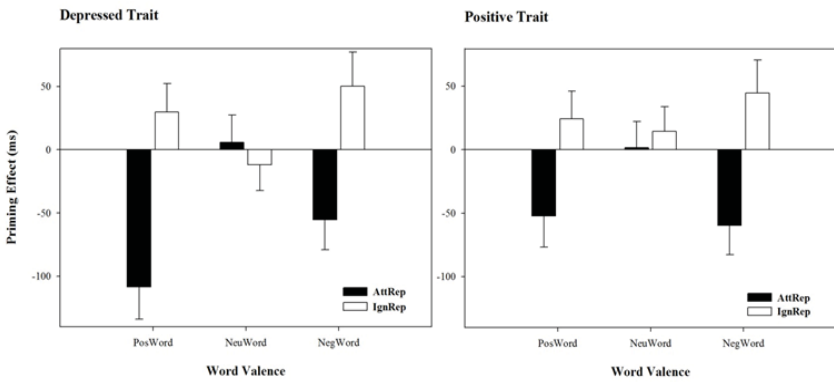 Depressed Trait
Positive Trait
Priming Effect (ms)
50
0
-50
-100
AttRep
IgnRep
PosWord
NeuWord
NegWord
Word Valence
50
0
-50
-100
AttRep
IgnRep
PosWord
NeuWord
NegWord
Word Valence